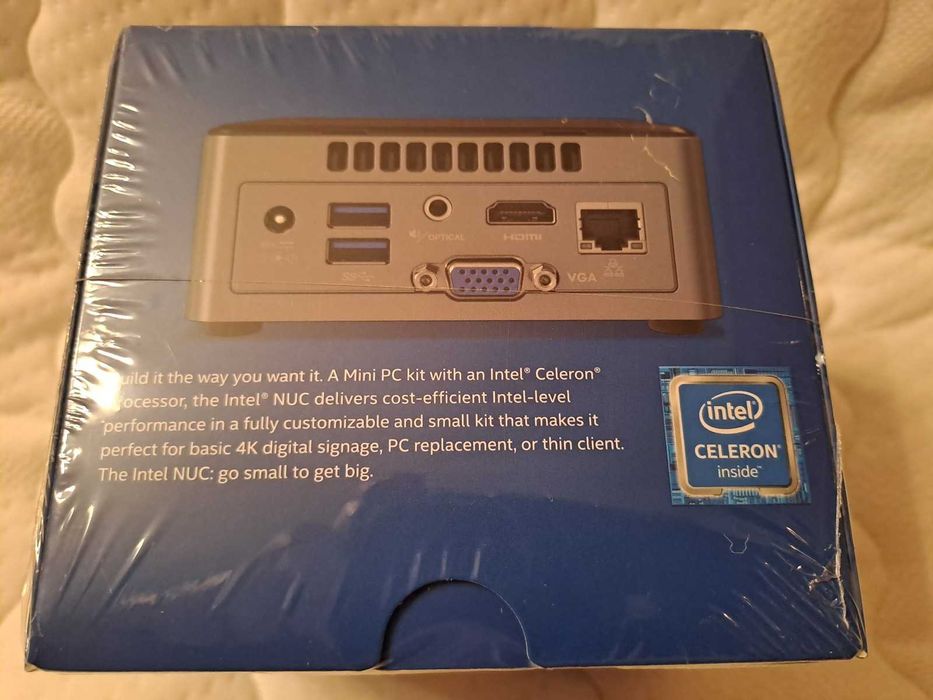 OPTICAL
HDMI
SS
VGA
uild it the way you want it. A Mini PC kit with an Intel® Celeron®
rocessor, the Intel® NUC delivers cost-efficient Intel-level
performance in a fully customizable and small kit that makes it
perfect for basic 4K digital signage, PC replacement, or thin client.
The Intel NUC: go small to get big.
intel®
CELERON®
inside™